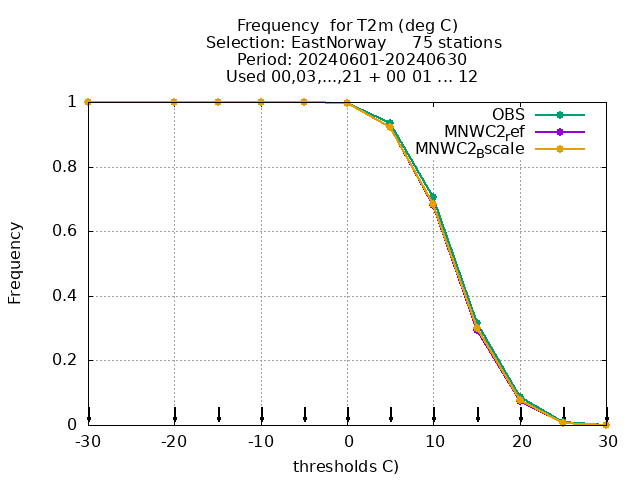 Frequency  for T2m (deg C)
Selection: EastNorway     75 stations
Period: 20240601-20240630
Used 00,03,...,21 + 00 01 ... 12
OBS
MNWC2ref
MNWC2Bscale
1
0.8
0.6
0.4
0.2
0
Frequency
-30 -20 -10 0 10 20 30
thresholds C)